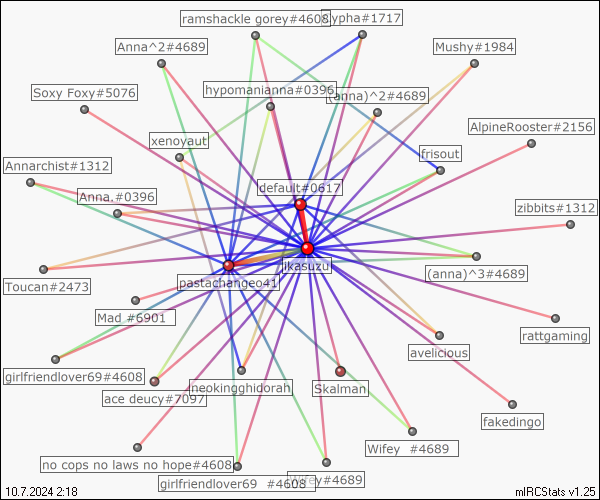 ramshackle gorey#4608
Sypha#1717
Anna^2#4689
Mushy#1984
Soxy Foxy#5076
hypomanianna#0396
(anna)^2#4689
AlpineRooster#2156
xenoyaut
frisout
Annarchist#1312
default#0617
Anna.#0396
zibbits#1312
jikasuzu
(anna)^3#4689
Toucan#2473
pastachangeo41
Mad #6901
rattgaming
avelicious
girlfriendlover69#4608
neokingghidorah
Skalman
ace deucy#7097
fakedingo
Wifey #4689
no cops no laws no hope#4608
girlfriendlover69 #4608
Wifey#4689
10.7.2024 2:18
mIRCStats v1.25